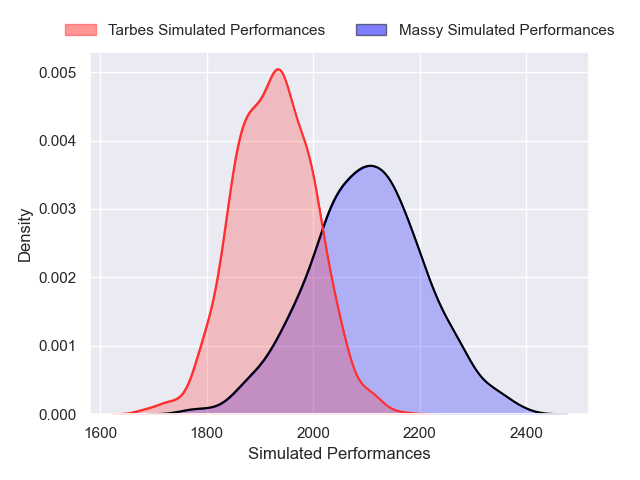 Tarbes Simulated Performances
Massy Simulated Performances
0.005
0.004
0.003
0.002
0.001
0.000
Density
1600
1800
2000
2200
2400
Simulated Performances